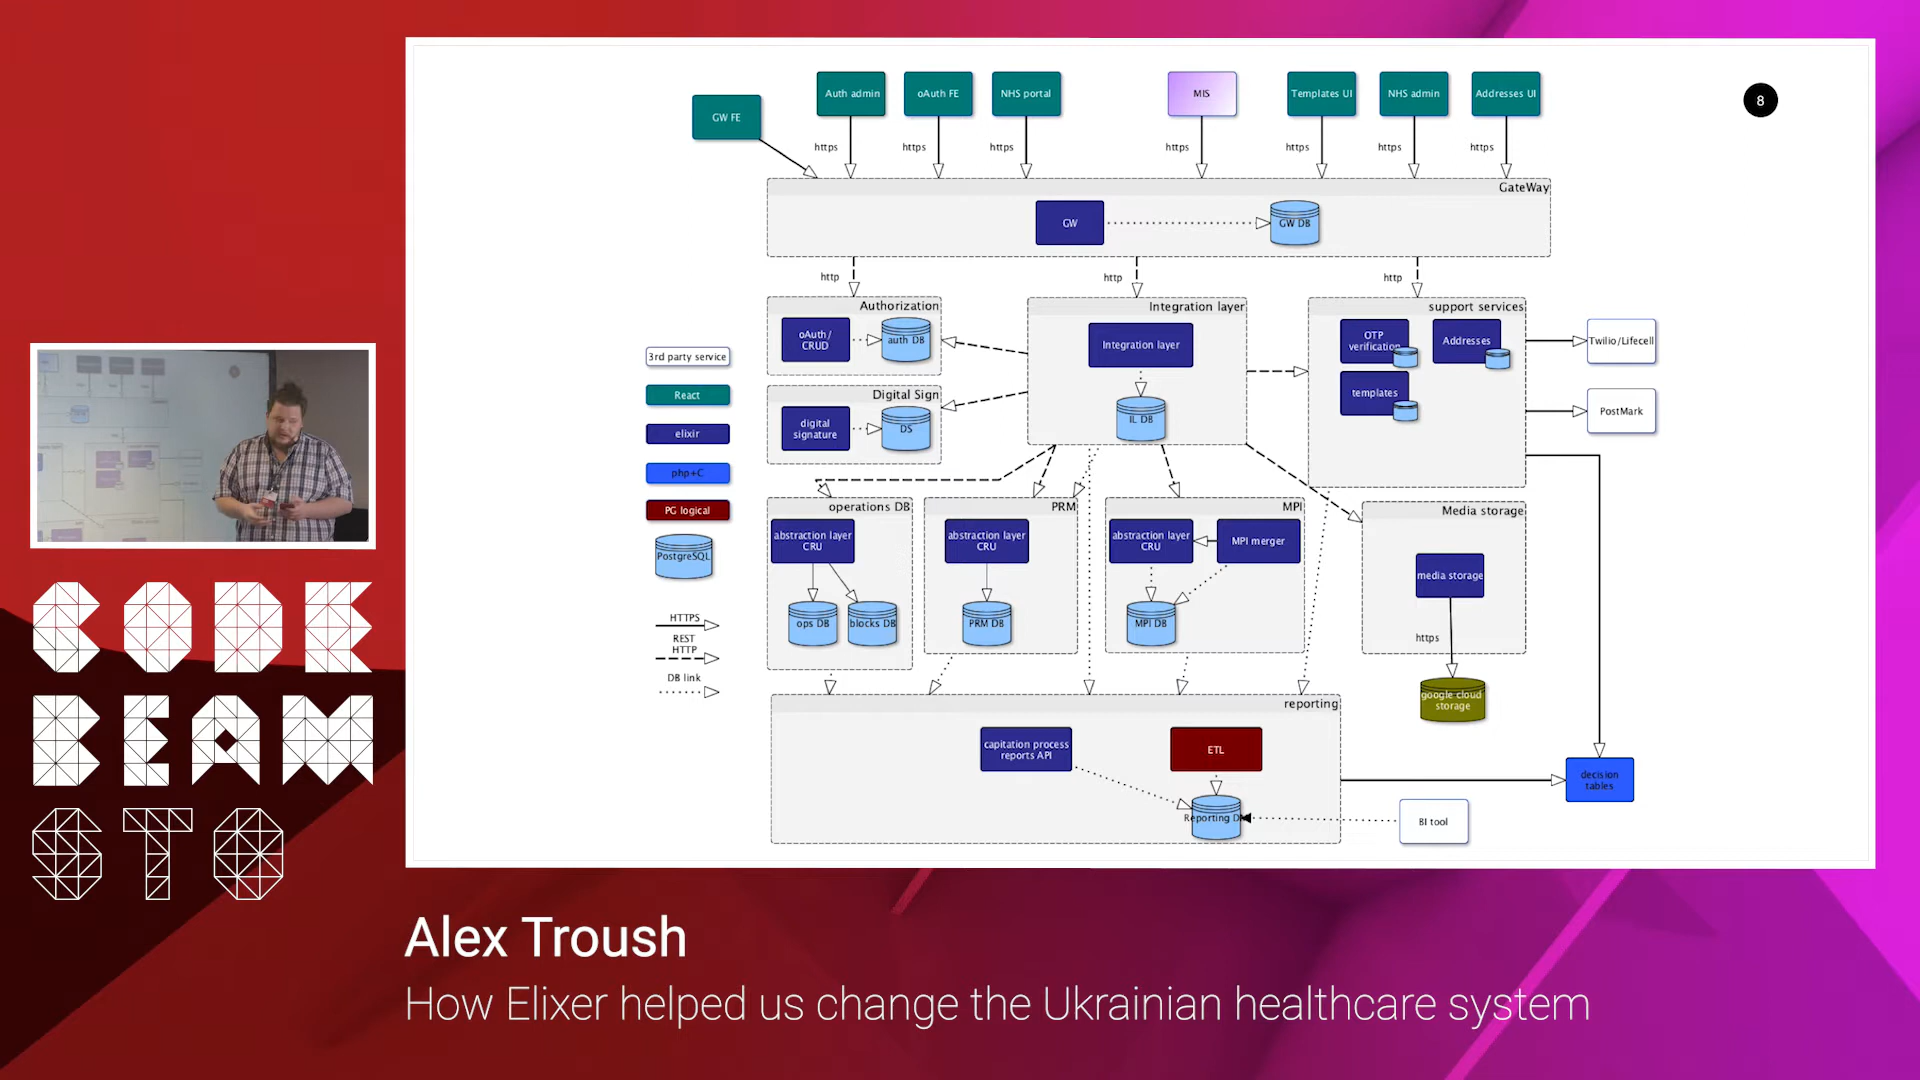 8
GW FE
Auth admin
oAuth FE
NHS portal
MIS
Templates UI
NHS admin
Addresses UI
https
https
https
https
https
https
https
GateWay
GW
GW DB
http
http
http
Authorization
oAuth/
CRUD
auth DB
Integration layer
Integration layer
IL DB
support services
OTP
verification
Addresses
templates
Twilio/Lifecell
PostMark
Digital Sign
digital
signature
DS
3rd party service
React
elixir
php+C
PG logical
PostgreSQL
HTTPS
REST
HTTP
DB link
operations DB
abstraction layer
CRU
ops DB
blocks DB
PRM
abstraction layer
CRU
PRM DB
MPI
abstraction layer
CRU
MPI merger
MPI DB
Media storage
media storage
https
google cloud
storage
reporting
capitation process
reports API
ETL
Reporting
decision
tables
BI tool
CODE
BEAM
STO
Alex Troush
How Elixer helped us change the Ukrainian healthcare system